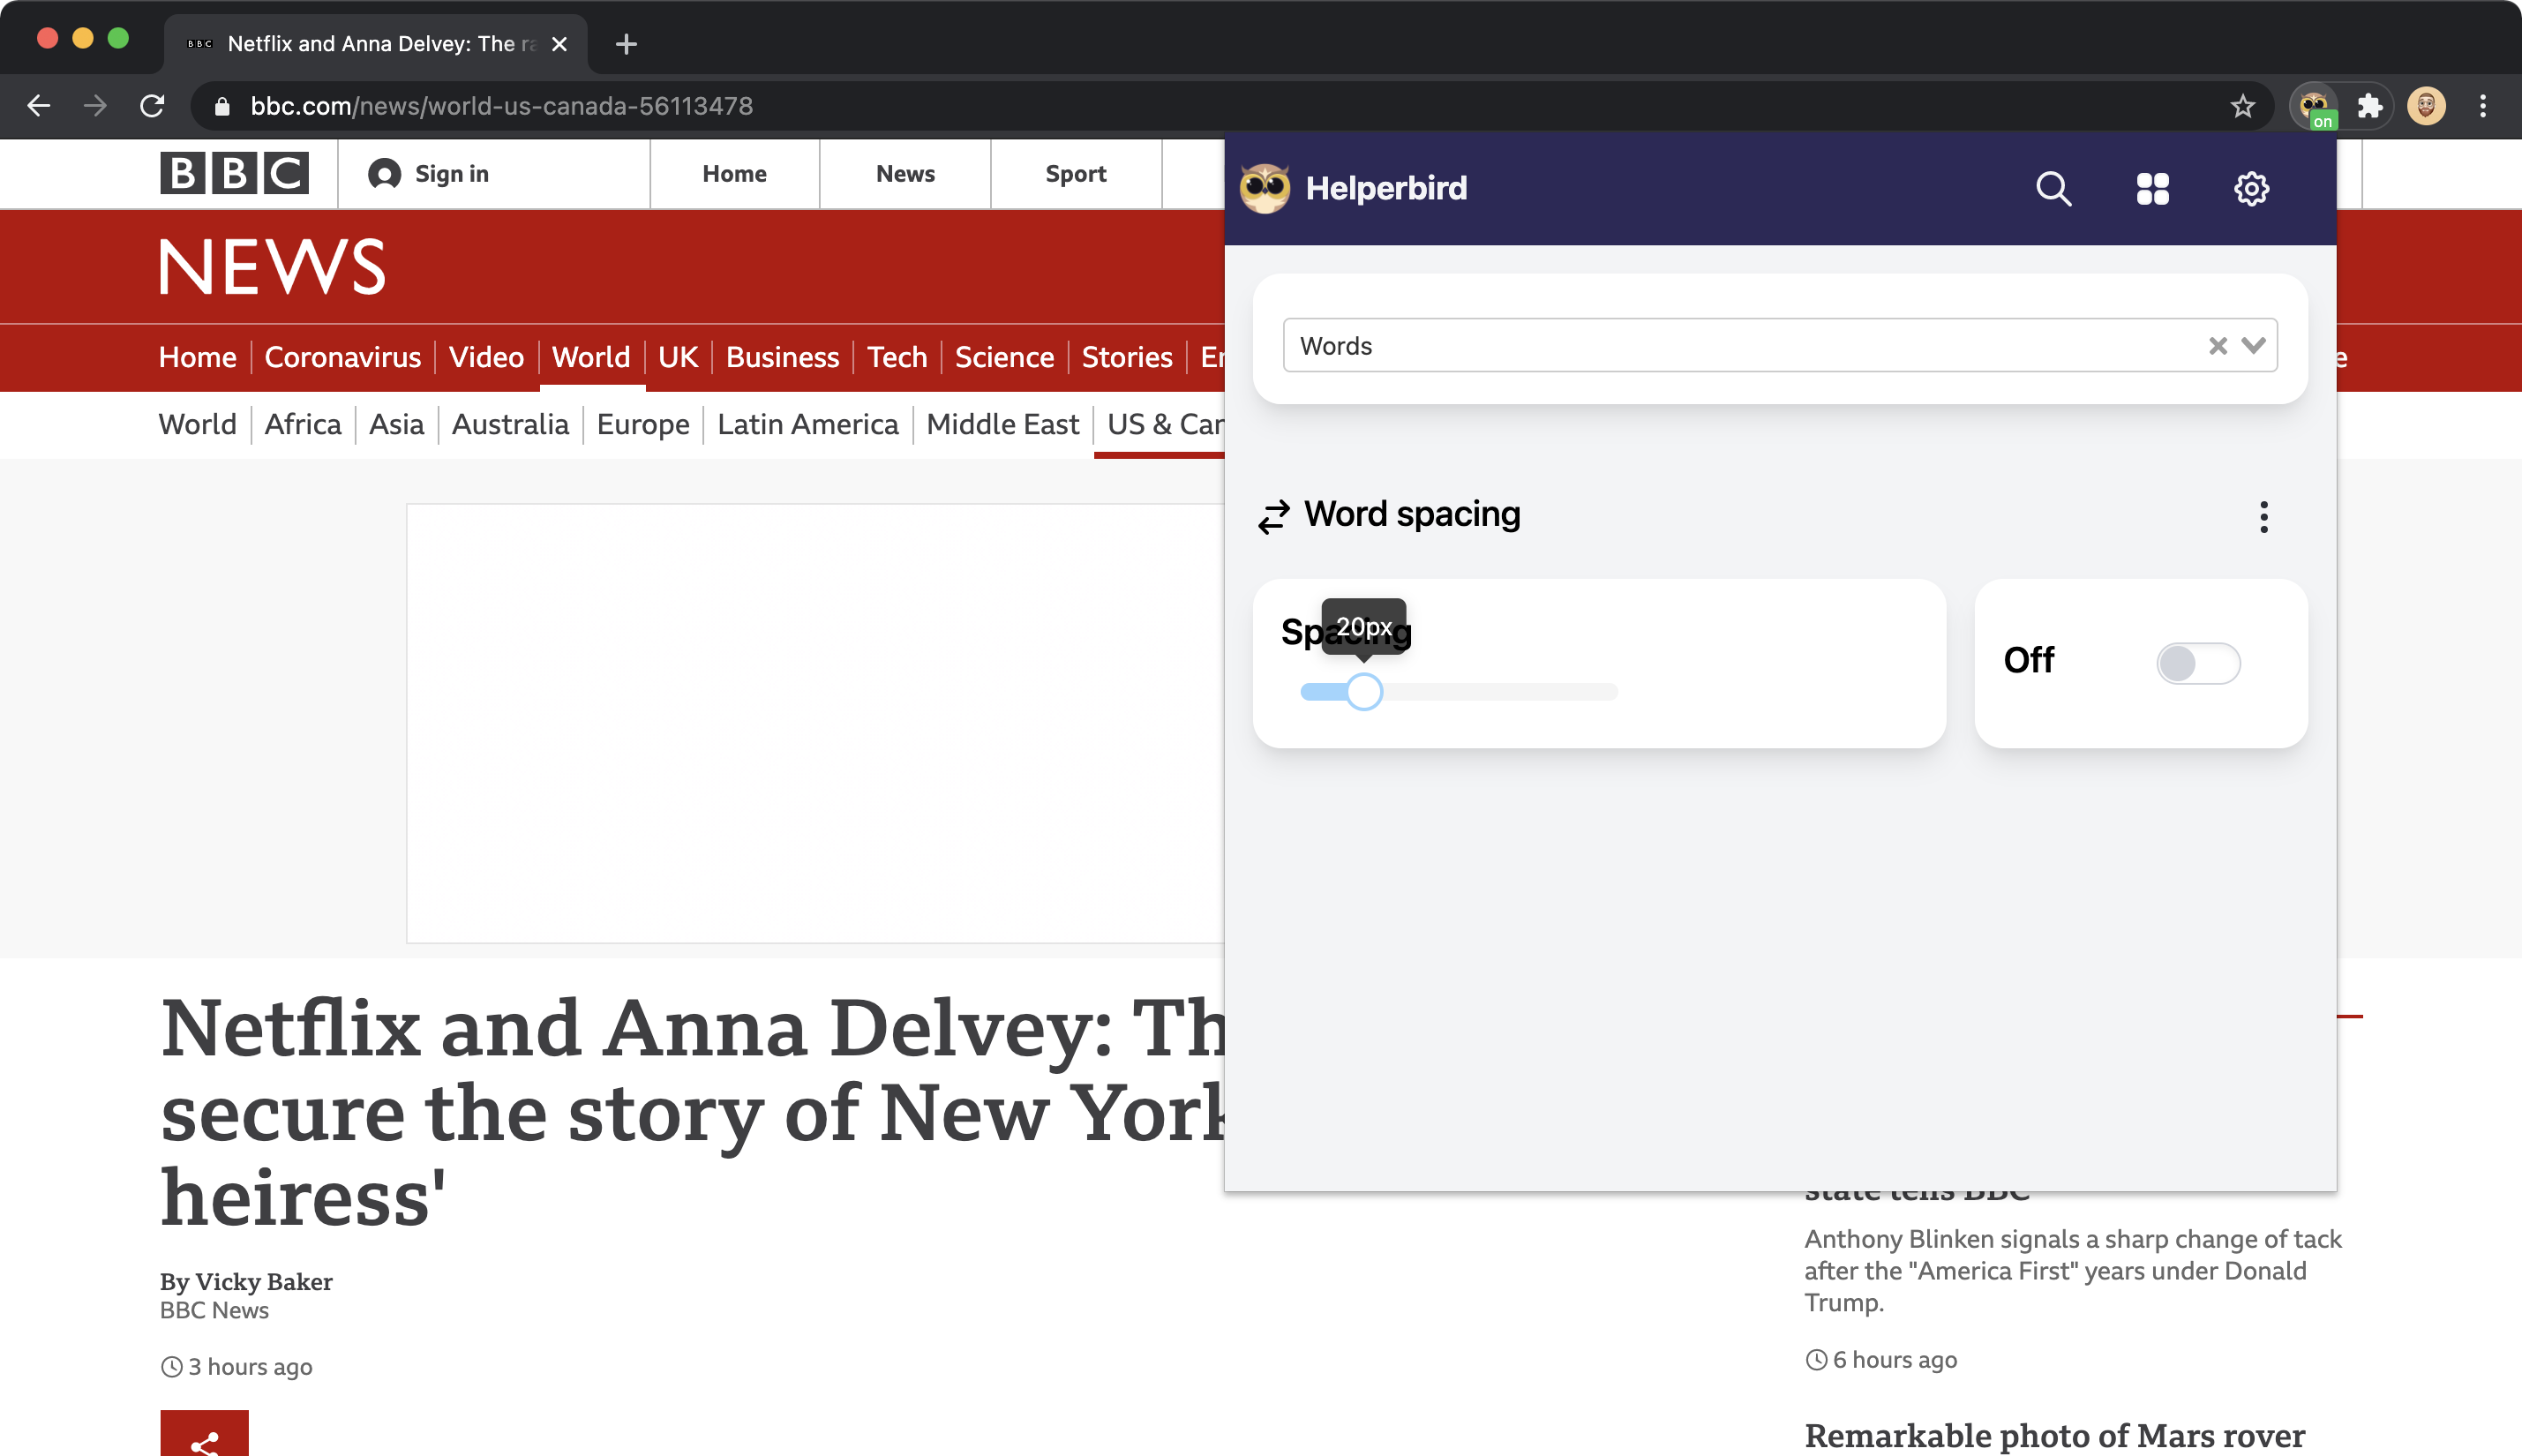 BBC Netflix and Anna Delvey: The ra
bbc.com/news/world-us-canada-56113478
on
BBC Sign in Home News Sport
Helperbird
NEWS
Words
Home Coronavirus Video World UK Business Tech Science Stories
World Africa Asia Australia Europe Latin America Middle East US &
Word spacing
Spacing
20px
Off
Netflix and Anna Delvey:
secure the story of New York
heiress'
By Vicky Baker
BBC News
3 hours ago
state tells BBC
Anthony Blinken signals a sharp change of tack
after the "America First" years under Donald
Trump.
6 hours ago
Remarkable photo of Mars rover